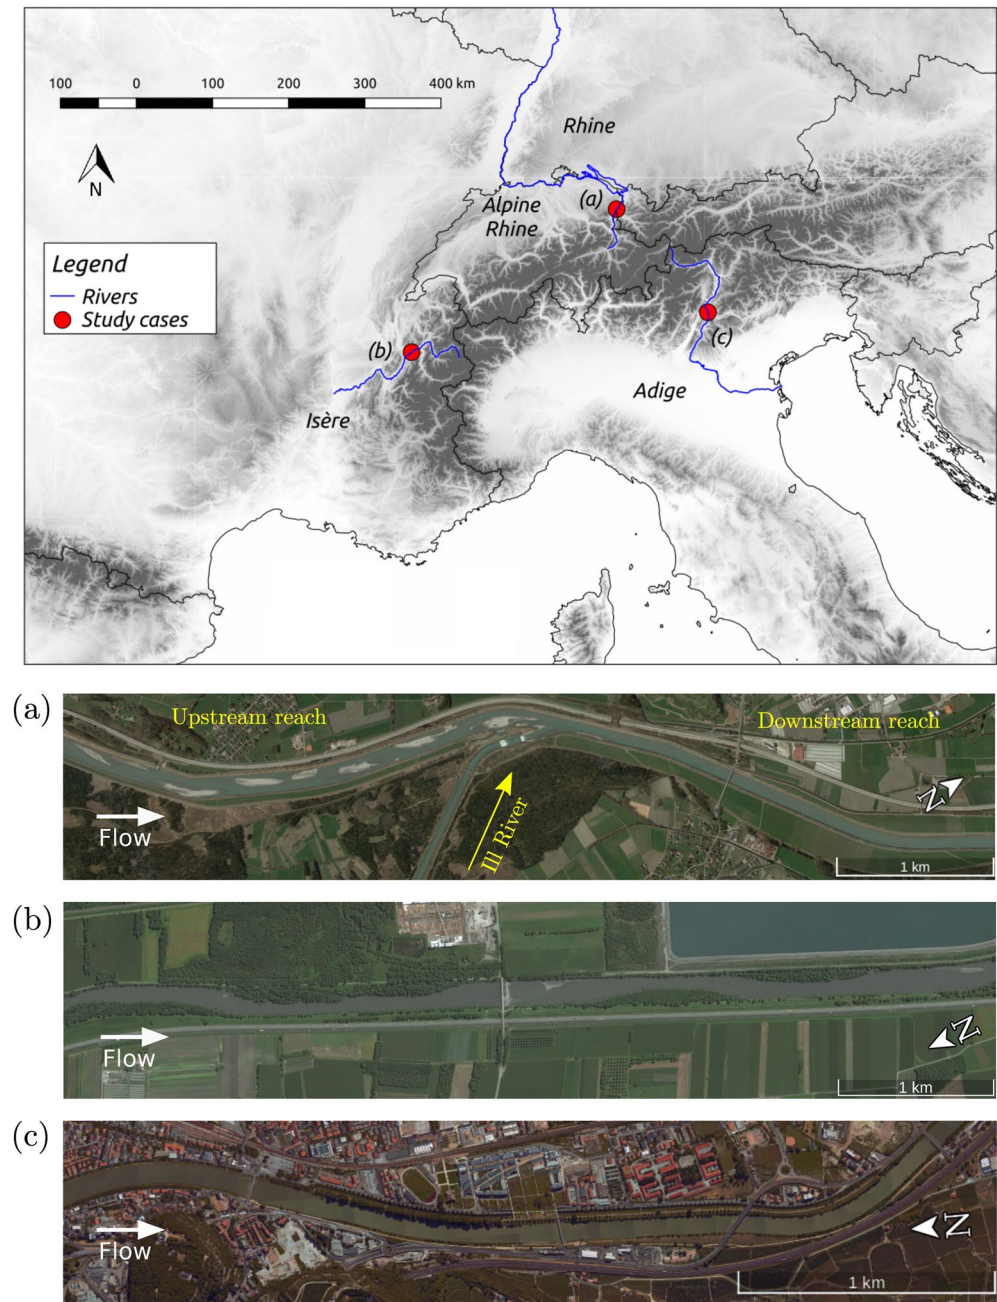 100 0 100 200 300 400 km
Rhine
N
(a)
Alpine
Rhine
Legend
Rivers
Study cases
(b)
(c)
Adige
Isère
(a)
Upstream reach
Downstream reach
N
Flow
Ill River
1 km
(b)
N
Flow
1 km
(c)
N
Flow
1 km